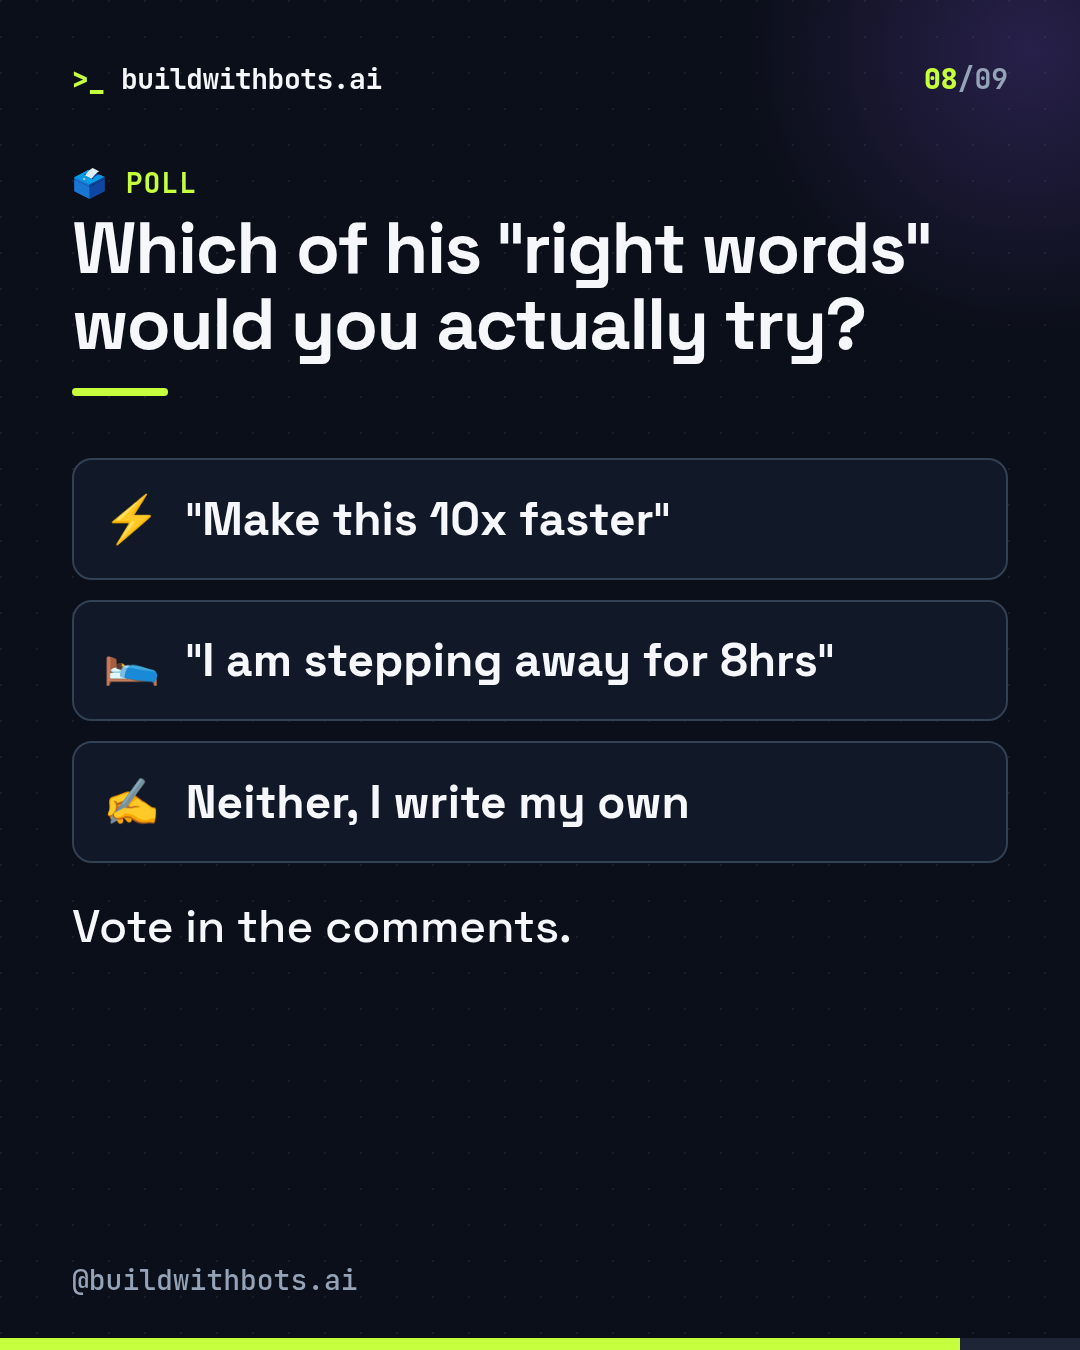 >_ buildwithbots.ai
08/09
🗳️ POLL
Which of his "right words"
would you actually try?
⚡ "Make this 10x faster"
🛌 "I am stepping away for 8hrs"
✍️ Neither, I write my own
Vote in the comments.
@buildwithbots.ai